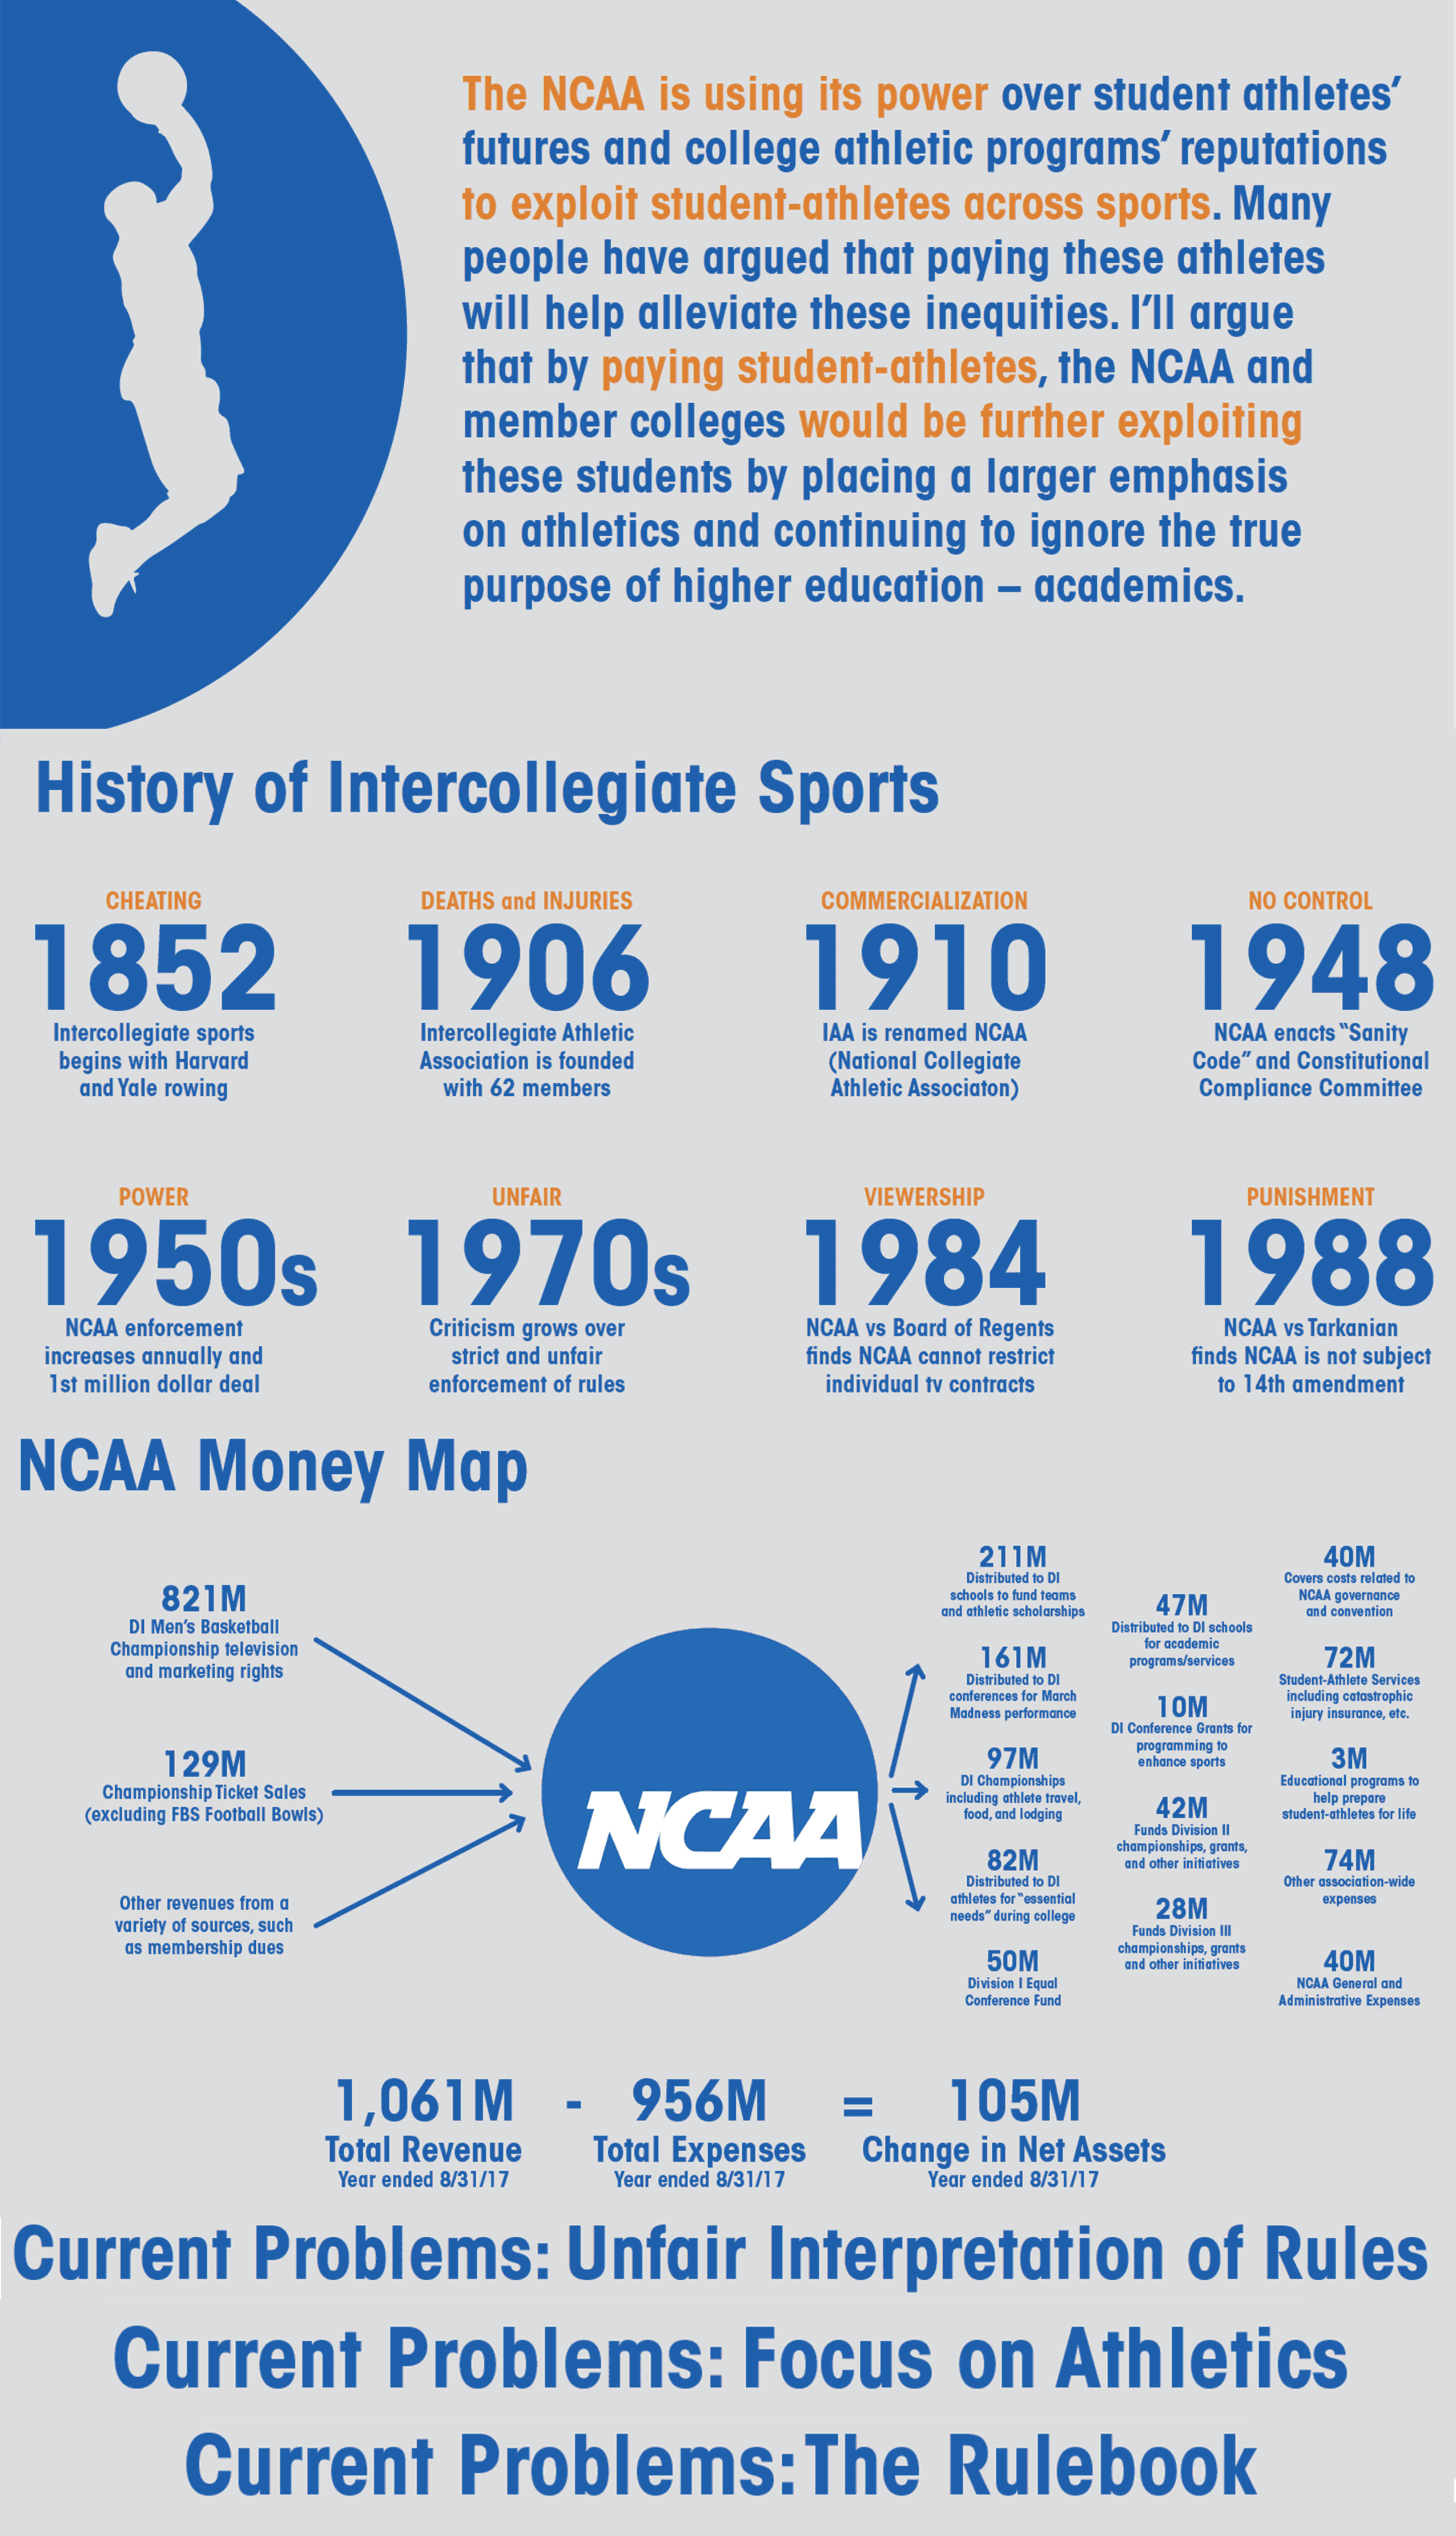 The NCAA is using its power over student athletes’
futures and college athletic programs’ reputations
to exploit student-athletes across sports. Many
people have argued that paying these athletes
will help alleviate these inequities. I’ll argue
that by paying student-athletes, the NCAA and
member colleges would be further exploiting
these students by placing a larger emphasis
on athletics and continuing to ignore the true
purpose of higher education – academics.
History of Intercollegiate Sports
CHEATING
1852
Intercollegiate sports
begins with Harvard
and Yale rowing
DEATHS and INJURIES
1906
Intercollegiate Athletic
Association is founded
with 62 members
COMMERCIALIZATION
1910
IAA is renamed NCAA
(National Collegiate
Athletic Associaton)
NO CONTROL
1948
NCAA enacts “Sanity
Code” and Constitutional
Compliance Committee
POWER
1950s
NCAA enforcement
increases annually and
1st million dollar deal
UNFAIR
1970s
Criticism grows over
strict and unfair
enforcement of rules
VIEWERSHIP
1984
NCAA vs Board of Regents
finds NCAA cannot restrict
individual tv contracts
PUNISHMENT
1988
NCAA vs Tarkanian
finds NCAA is not subject
to 14th amendment
NCAA Money Map
821M
DI Men’s Basketball
Championship television
and marketing rights
129M
Championship Ticket Sales
(excluding FBS Football Bowls)
Other revenues from a
variety of sources, such
as membership dues
NCAA
211M
Distributed to DI
schools to fund teams
and athletic scholarships
161M
Distributed to DI
conferences for March
Madness performance
97M
DI Championships
including athlete travel,
food, and lodging
82M
Distributed to DI
athletes for “essential
needs” during college
50M
Division I Equal
Conference Fund
47M
Distributed to DI schools
for academic
programs/services
10M
DI Conference Grants for
programming to
enhance sports
42M
Funds Division II
championships, grants,
and other initiatives
28M
Funds Division III
championships, grants
and other initiatives
40M
Covers costs related to
NCAA governance
and convention
72M
Student-Athlete Services
including catastrophic
injury insurance, etc.
3M
Educational programs to
help prepare
student-athletes for life
74M
Other association-wide
expenses
40M
NCAA General and
Administrative Expenses
1,061M - 956M = 105M
Total Revenue Total Expenses Change in Net Assets
Year ended 8/31/17 Year ended 8/31/17 Year ended 8/31/17
Current Problems: Unfair Interpretation of Rules
Current Problems: Focus on Athletics
Current Problems: The Rulebook